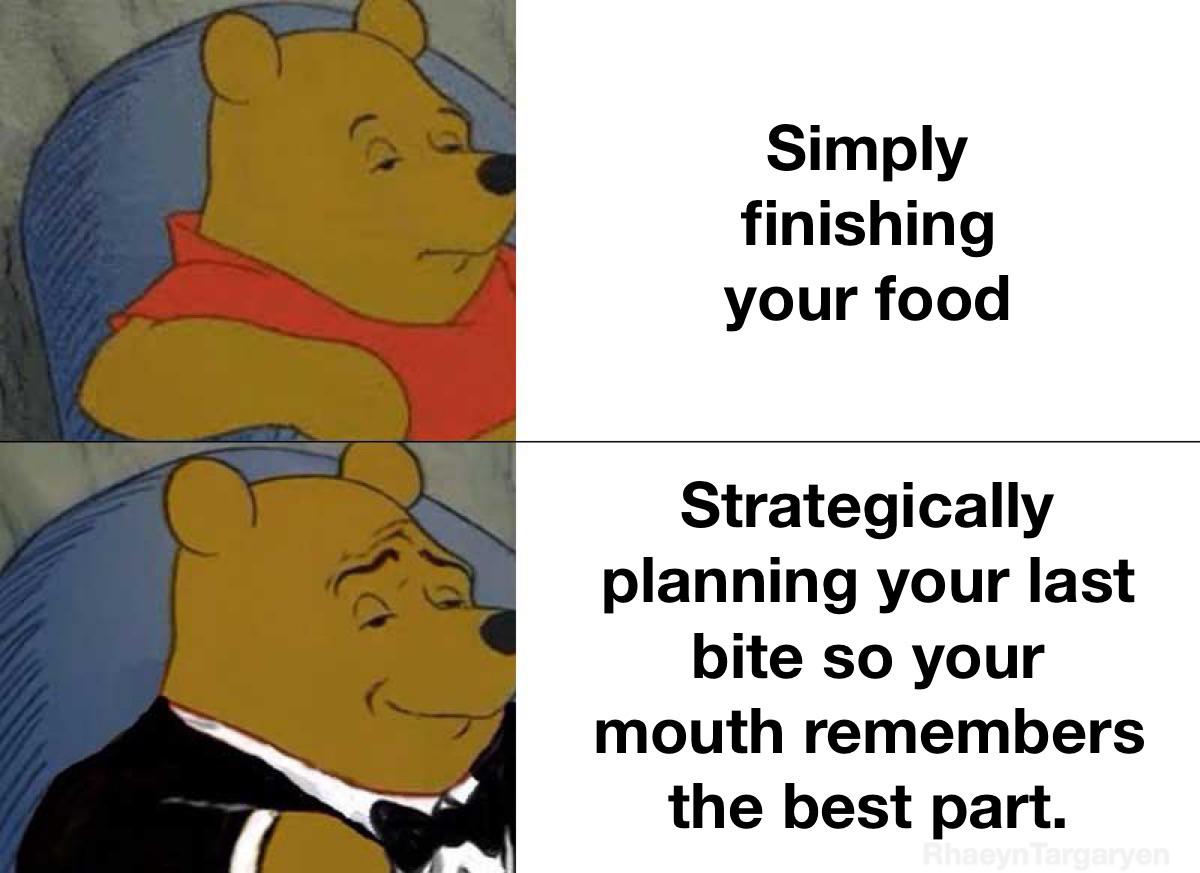 Simply
finishing
your food
Strategically
planning your last
bite so your
mouth remembers
the best part.
RhaeynTargaryen